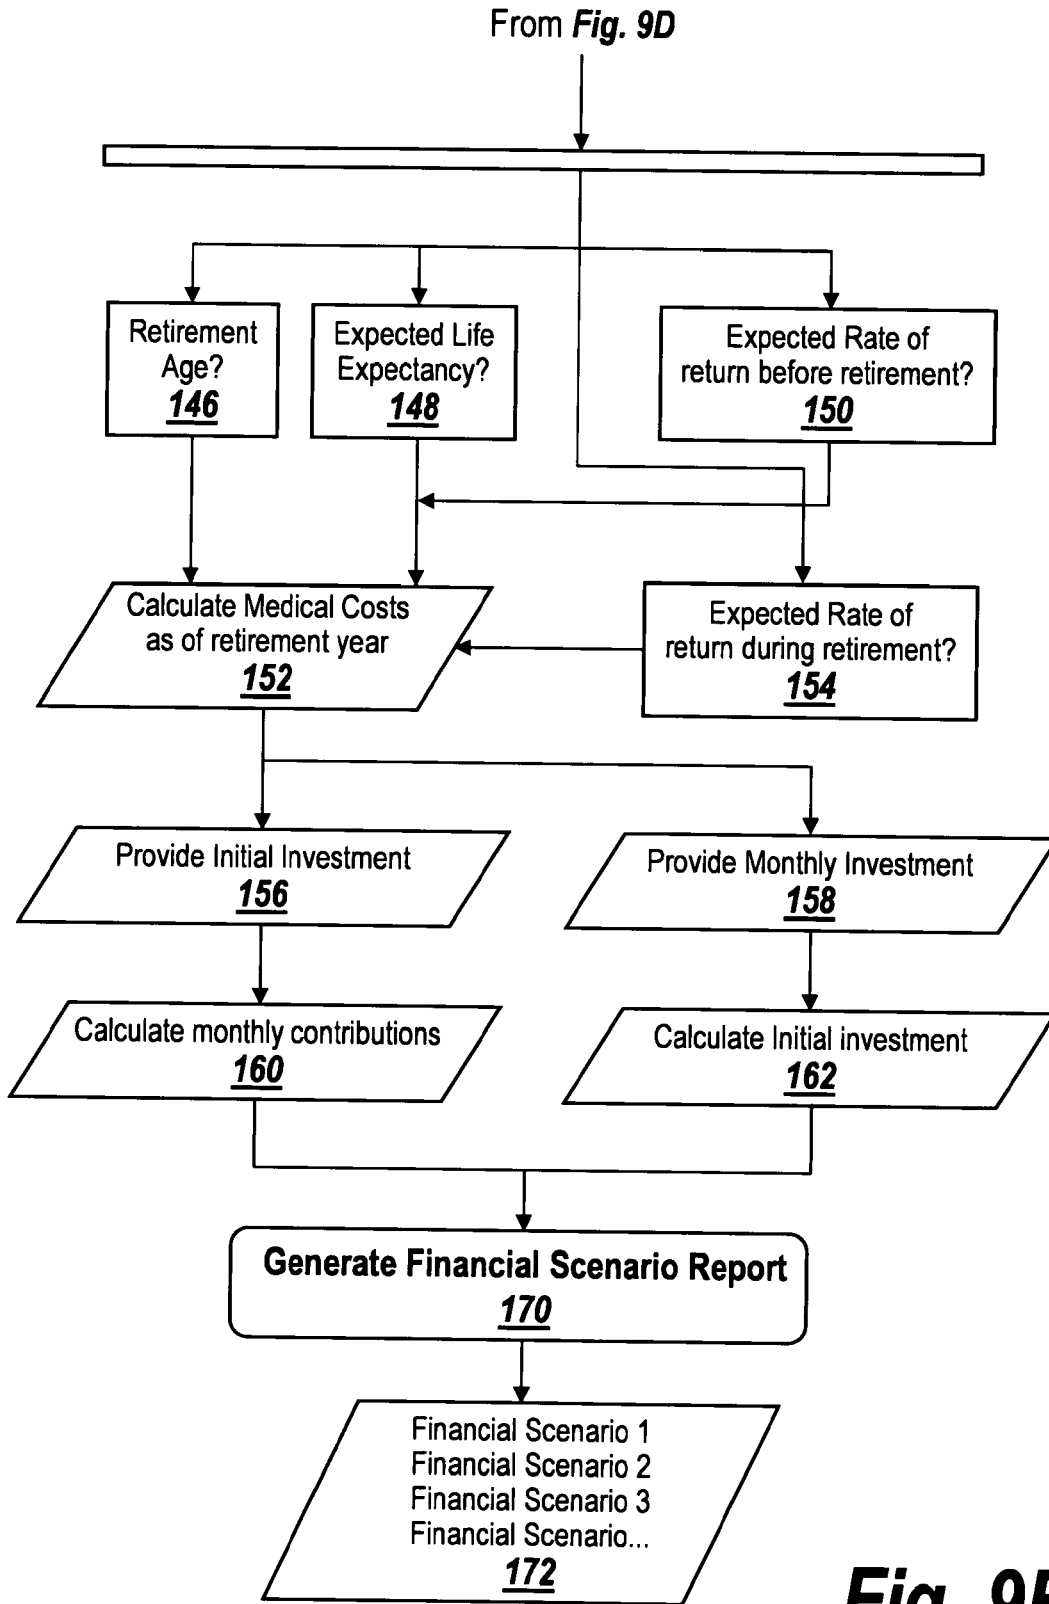 From Fig. 9D
Retirement
Age?
146
Expected Life
Expectancy?
148
Expected Rate of
return before retirement?
150
Calculate Medical Costs
as of retirement year
152
Expected Rate of
return during retirement?
154
Provide Initial Investment
156
Provide Monthly Investment
158
Calculate monthly contributions
160
Calculate Initial investment
162
Generate Financial Scenario Report
170
Financial Scenario 1
Financial Scenario 2
Financial Scenario 3
Financial Scenario...
172
Fig.